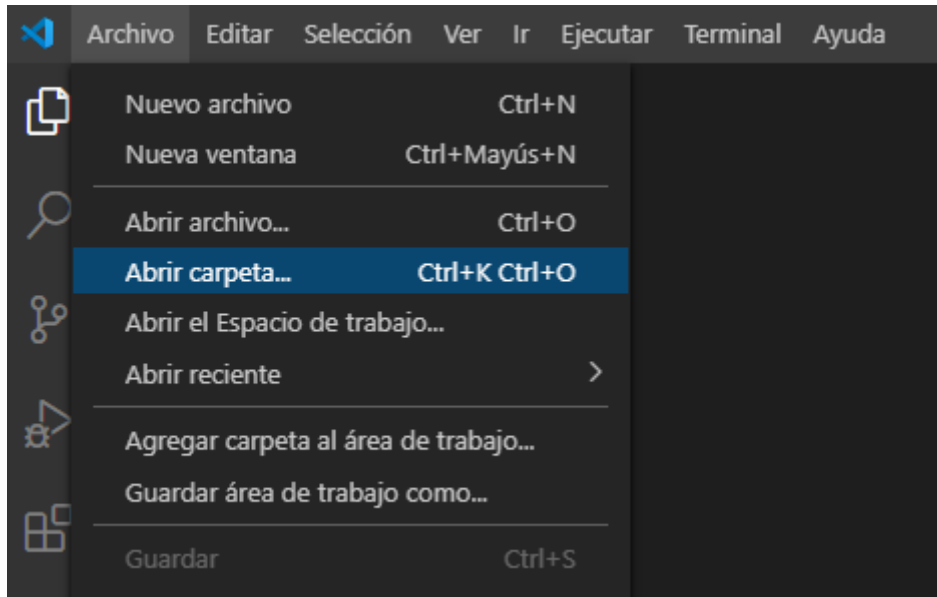 Archivo Editar Selección Ver Ir Ejecutar Terminal Ayuda
Nuevo archivo Ctrl+N
Nueva ventana Ctrl+Mayús+N
Abrir archivo... Ctrl+O
Abrir carpeta... Ctrl+K Ctrl+O
Abrir el Espacio de trabajo...
Abrir reciente
Agregar carpeta al área de trabajo...
Guardar área de trabajo como...
Guardar Ctrl+S